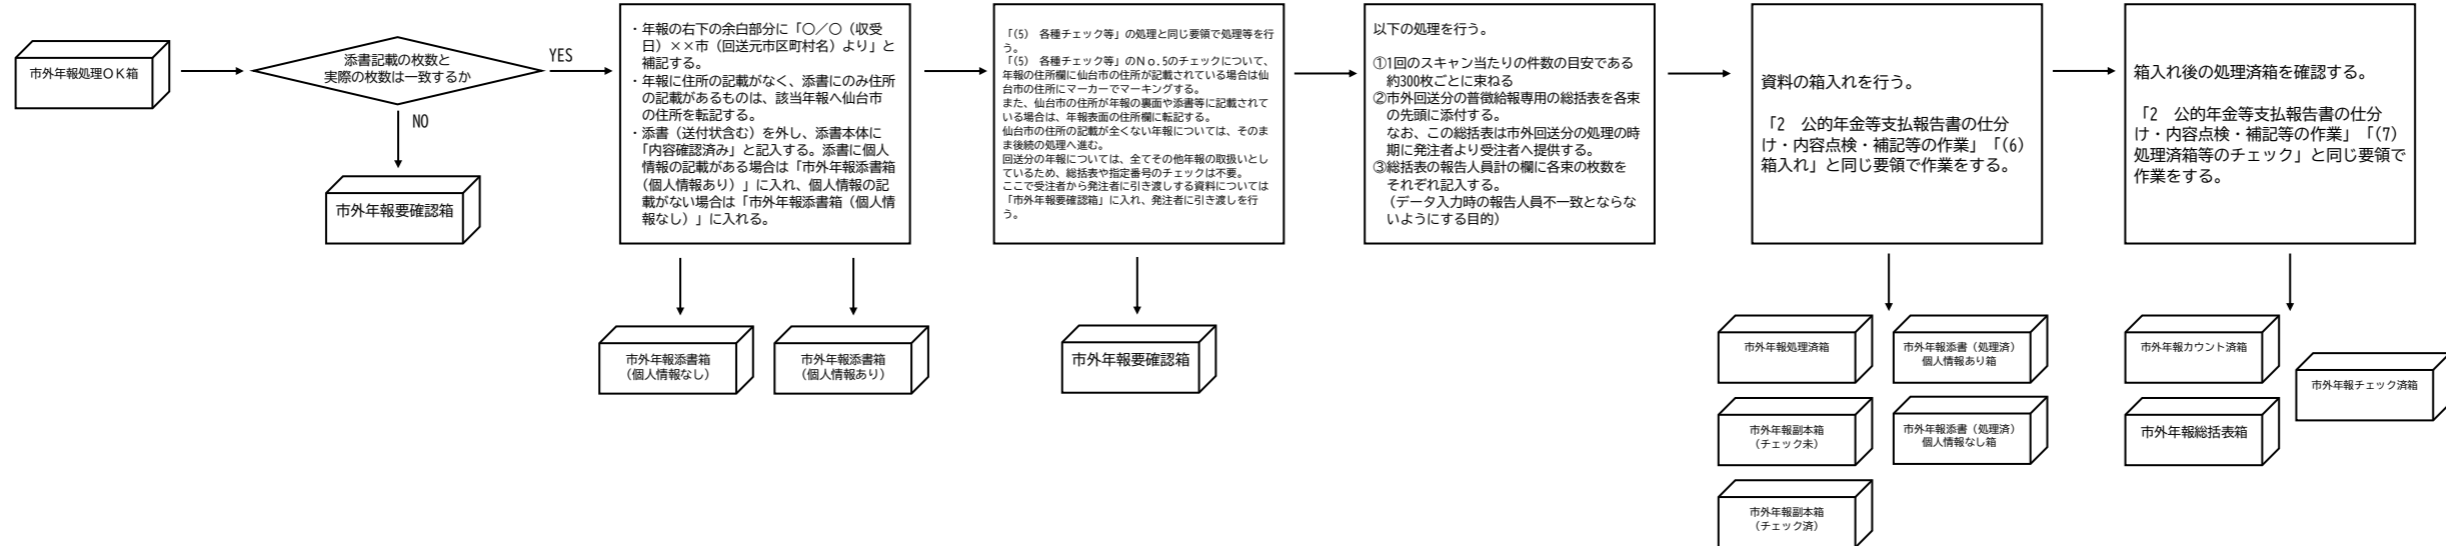 市外年報処理ＯＫ箱
添書記載の枚数と
実際の枚数は一致するか
YES
NO
市外年報要確認箱
・年報の右下の余白部分に「〇／〇（収受
日）××市（回送元市区町村名）より」と
補記する。
・年報に住所の記載がなく、添書にのみ住所
の記載があるものは、該当年報へ仙台市
の住所を転記する。
・添書（送付状含む）を外し、添書本体に
「内容確認済み」と記入する。添書に個人
情報の記載がある場合は「市外年報添書箱
（個人情報あり）」に入れ、個人情報の記
載がない場合は「市外年報添書箱（個人情
報なし）」に入れる。
市外年報添書箱
（個人情報なし）
市外年報添書箱
（個人情報あり）
「(5)　各種チェック等」の処理と同じ要領で処理等を行
う。
「(5)　各種チェック等」のＮｏ.5のチェックについて、
年報の住所欄に仙台市の住所が記載されている場合は仙
台市の住所にマーカーでマーキングする。
また、仙台市の住所が年報の裏面や添書等に記載されて
いる場合は、年報表面の住所欄に転記する。
仙台市の住所の記載が全くない年報については、そのま
ま後続の処理へ進む。
回送分の年報については、全てその他年報の取扱いとし
ているため、総括表や指定番号のチェックは不要。
ここで受注者から発注者に引き渡しする資料については
「市外年報要確認箱」に入れ、発注者に引き渡しを行
う。
市外年報要確認箱
以下の処理を行う。
①1回のスキャン当たりの件数の目安である
約300枚ごとに束ねる
②市外回送分の普徴給報専用の総括表を各束
の先頭に添付する。
なお、この総括表は市外回送分の処理の時
期に発注者より受注者へ提供する。
③総括表の報告人員計の欄に各束の枚数を
それぞれ記入する。
（データ入力時の報告人員不一致とならな
いようにする目的）
資料の箱入れを行う。
「2　公的年金等支払報告書の仕分
け・内容点検・補記等の作業」「(6)
箱入れ」と同じ要領で作業をする。
市外年報処理済箱
市外年報添書（処理済）
個人情報あり箱
市外年報副本箱
（チェック未）
市外年報添書（処理済）
個人情報なし箱
市外年報副本箱
（チェック済）
箱入れ後の処理済箱を確認する。
「2　公的年金等支払報告書の仕分
け・内容点検・補記等の作業」「(7)
処理済箱等のチェック」と同じ要領で
作業をする。
市外年報カウント済箱
市外年報チェック済箱
市外年報総括表箱